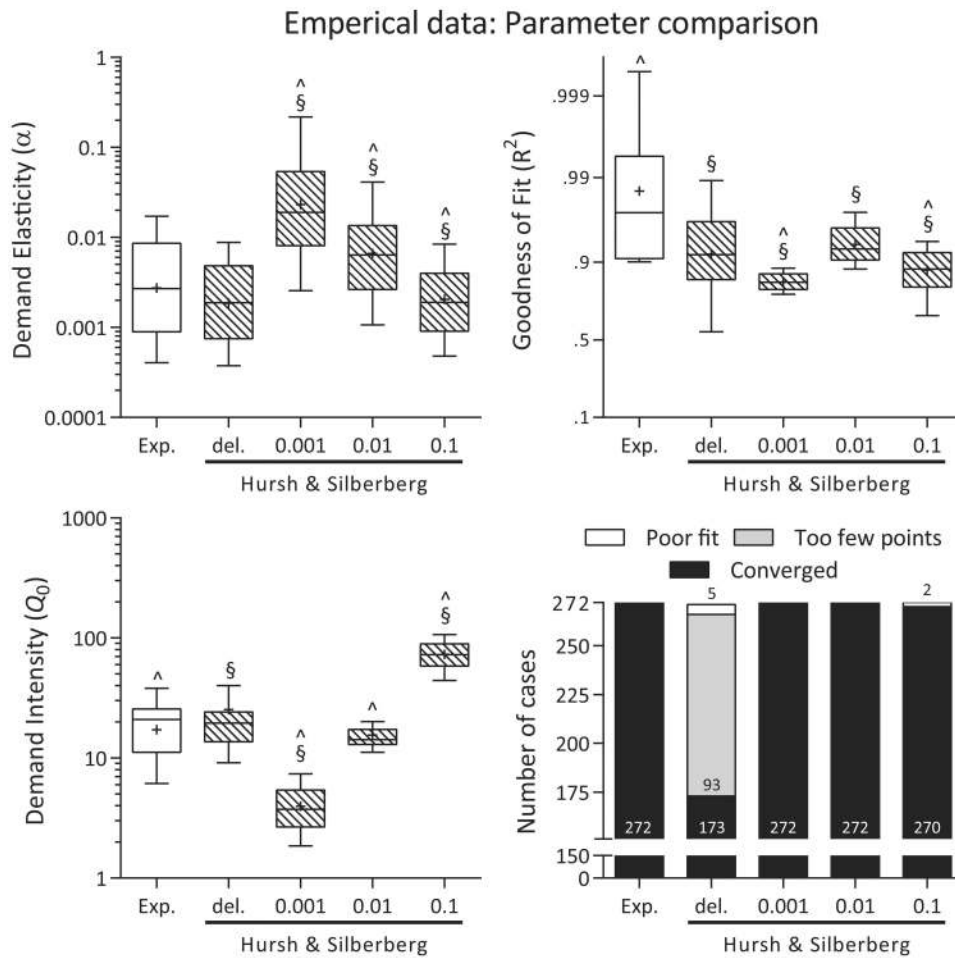 Emperical data: Parameter comparison
Demand Elasticity (α)
1
0.1
0.01
0.001
0.0001
^
§
^
§
^
§
Exp. del. 0.001 0.01 0.1
Hursh & Silberberg
Goodness of Fit (R²)
.999
.99
.9
.5
.1
^
§
^
§
§
^
§
Exp. del. 0.001 0.01 0.1
Hursh & Silberberg
Demand Intensity (Q₀)
1000
100
10
1
^
§
^
§
^
^
§
Exp. del. 0.001 0.01 0.1
Hursh & Silberberg
Poor fit Too few points
Converged
Number of cases
272
250
225
200
175
150
0
5
2
93
272 173 272 272 270
Exp. del. 0.001 0.01 0.1
Hursh & Silberberg